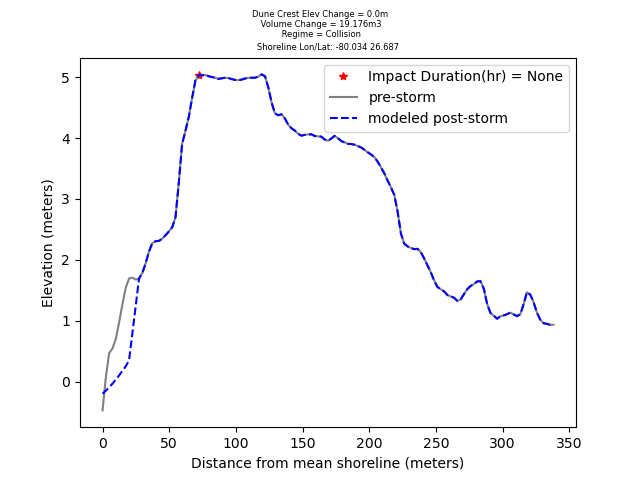 Dune Crest Elev Change = 0.0m
Volume Change = 19.176m3
Regime = Collision
Shoreline Lon/Lat: -80.034 26.687
Impact Duration(hr) = None
pre-storm
modeled post-storm
Elevation (meters)
5
4
3
2
1
0
0 50 100 150 200 250 300 350
Distance from mean shoreline (meters)